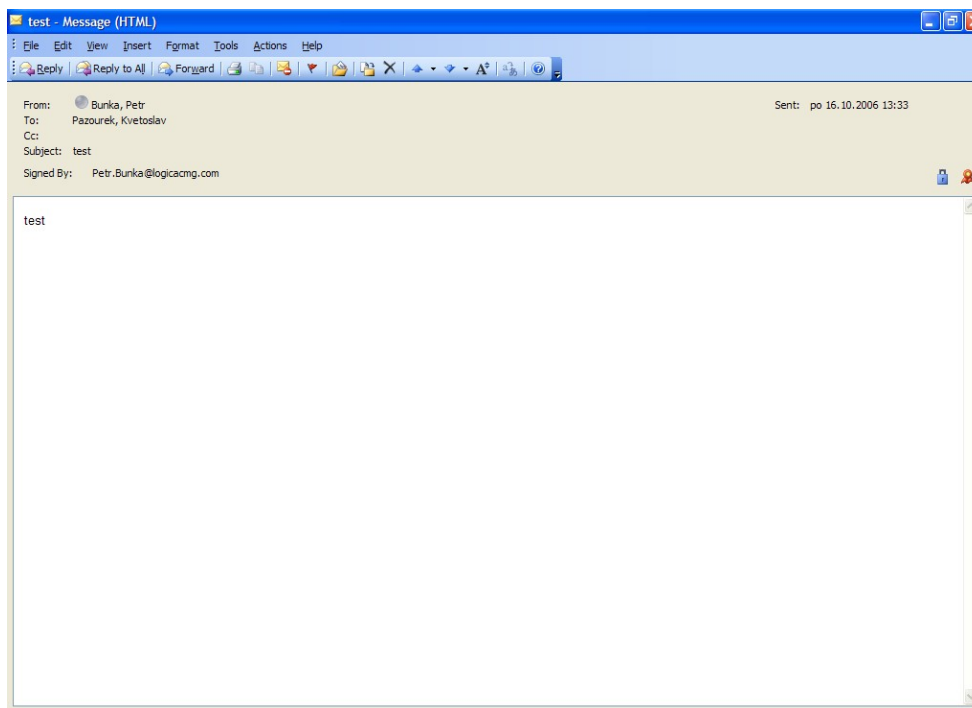 test - Message (HTML)
File Edit View Insert Format Tools Actions Help
Reply Reply to All Forward
From: Bunka, Petr Sent: po 16.10.2006 13:33
To: Pazourek, Kvetoslav
Cc:
Subject: test
Signed By: Petr.Bunka@logicacmg.com
test